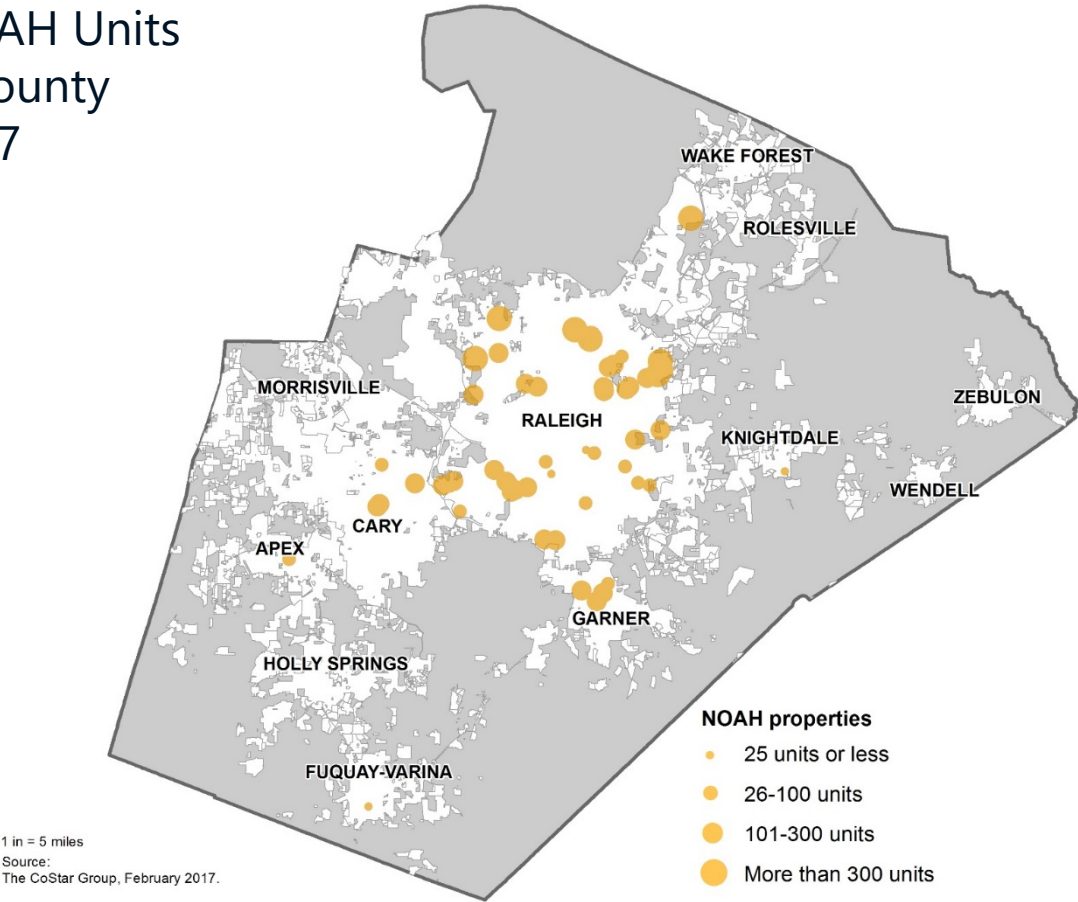 AH Units
ounty
7
WAKE FOREST
ROLESVILLE
MORRISVILLE
ZEBULON
RALEIGH
KNIGHTDALE
WENDELL
CARY
APEX
GARNER
HOLLY SPRINGS
FUQUAY-VARINA
NOAH properties
25 units or less
26-100 units
101-300 units
More than 300 units
1 in = 5 miles
Source:
The CoStar Group, February 2017.